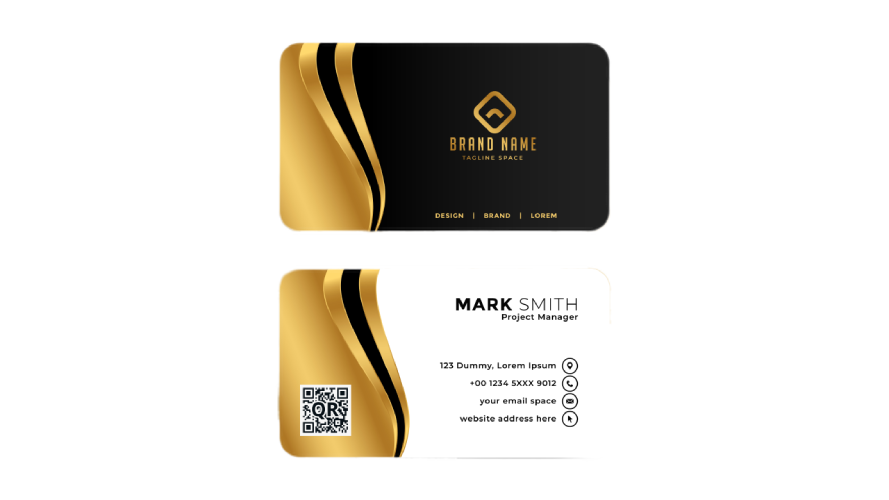 BRAND NAME
TAGLINE SPACE
DESIGN | BRAND | LOREM
MARK SMITH
Project Manager
123 Dummy, Lorem Ipsum
+00 1234 5XXX 9012
your email space
website address here
QR